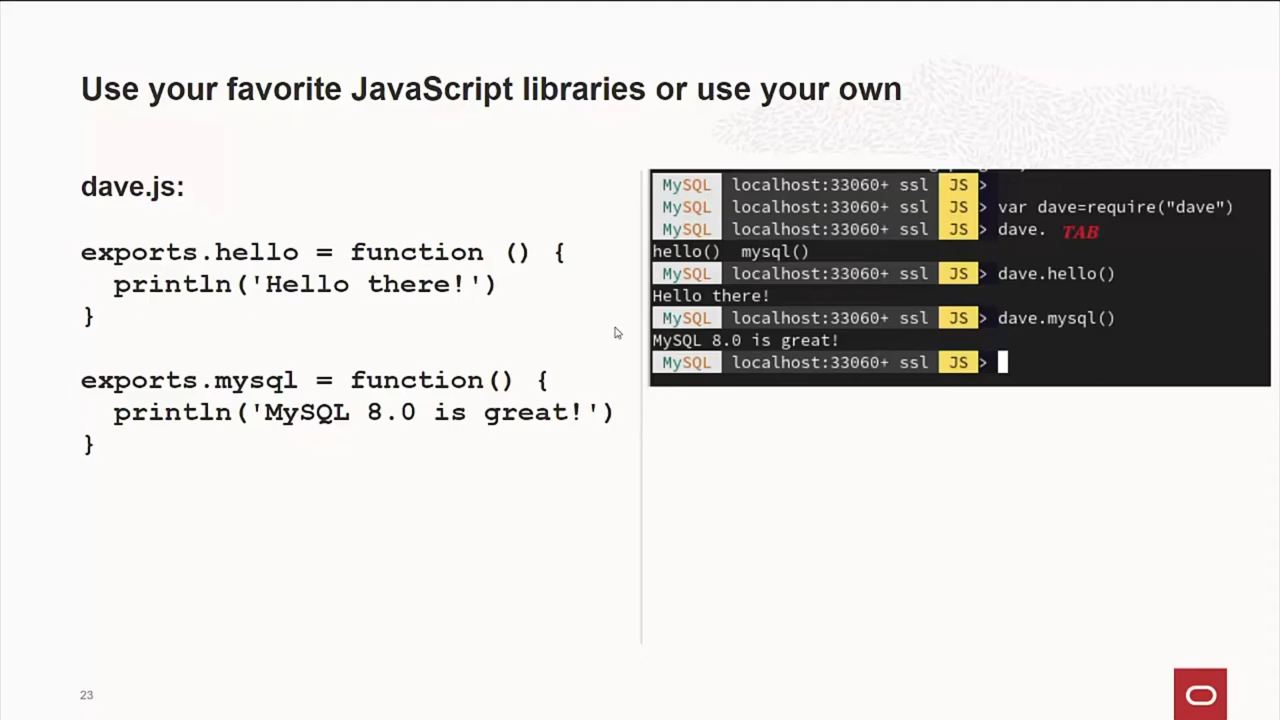 Use your favorite JavaScript libraries or use your own
dave.js:
exports.hello = function () {
println('Hello there!')
}
exports.mysql = function() {
println('MySQL 8.0 is great!')
}
MySQL localhost:33060+ ssl JS >
MySQL localhost:33060+ ssl JS > var dave=require("dave")
MySQL localhost:33060+ ssl JS > dave. TAB
hello() mysql()
MySQL localhost:33060+ ssl JS > dave.hello()
Hello there!
MySQL localhost:33060+ ssl JS > dave.mysql()
MySQL 8.0 is great!
MySQL localhost:33060+ ssl JS >
23